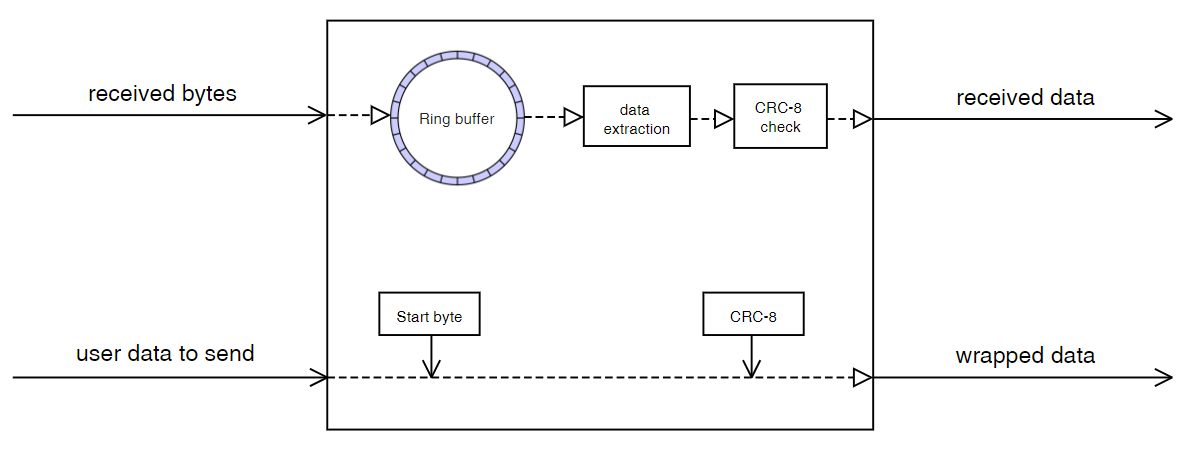 received bytes
Ring buffer
data
extraction
CRC-8
check
received data
Start byte
CRC-8
user data to send
wrapped data